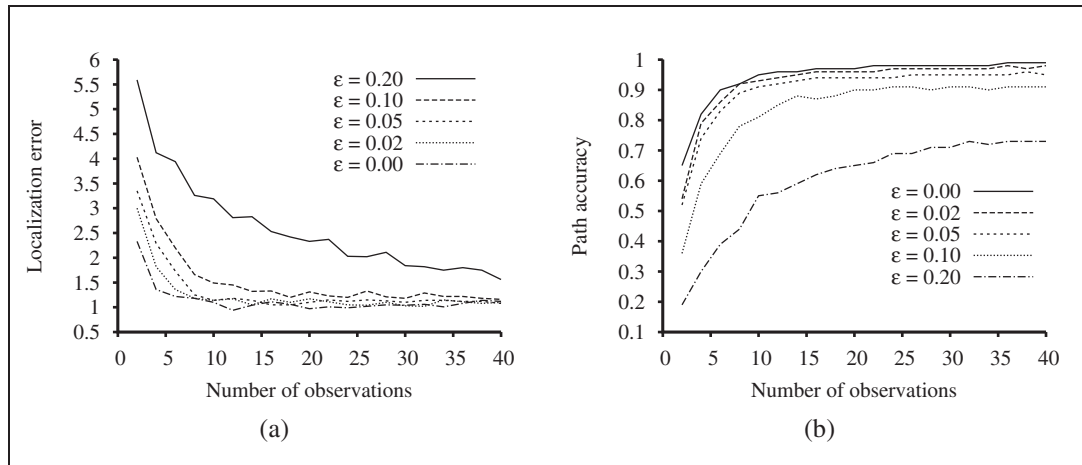 6
5.5
5
4.5
4
3.5
3
2.5
2
1.5
1
0.5
0 5 10 15 20 25 30 35 40
Localization error
Number of observations
ε = 0.20
ε = 0.10
ε = 0.05
ε = 0.02
ε = 0.00
(a)
1
0.9
0.8
0.7
0.6
0.5
0.4
0.3
0.2
0.1
0 5 10 15 20 25 30 35 40
Path accuracy
Number of observations
ε = 0.00
ε = 0.02
ε = 0.05
ε = 0.10
ε = 0.20
(b)